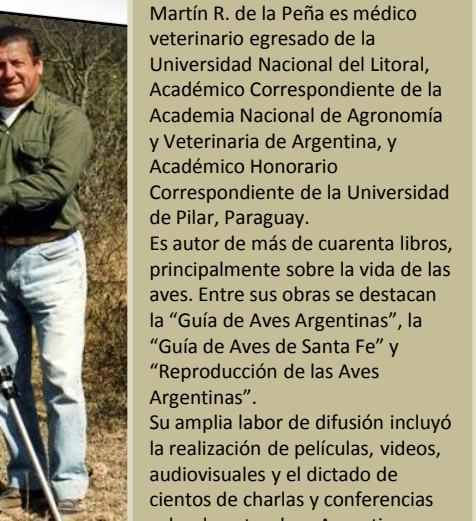 Martín R. de la Peña es médico
veterinario egresado de la
Universidad Nacional del Litoral,
Académico Correspondiente de la
Academia Nacional de Agronomía
y Veterinaria de Argentina, y
Académico Honorario
Correspondiente de la Universidad
de Pilar, Paraguay.
Es autor de más de cuarenta libros,
principalmente sobre la vida de las
aves. Entre sus obras se destacan
la “Guía de Aves Argentinas”, la
“Guía de Aves de Santa Fe” y
“Reproducción de las Aves
Argentinas”.
Su amplia labor de difusión incluyó
la realización de películas, videos,
audiovisuales y el dictado de
cientos de charlas y conferencias